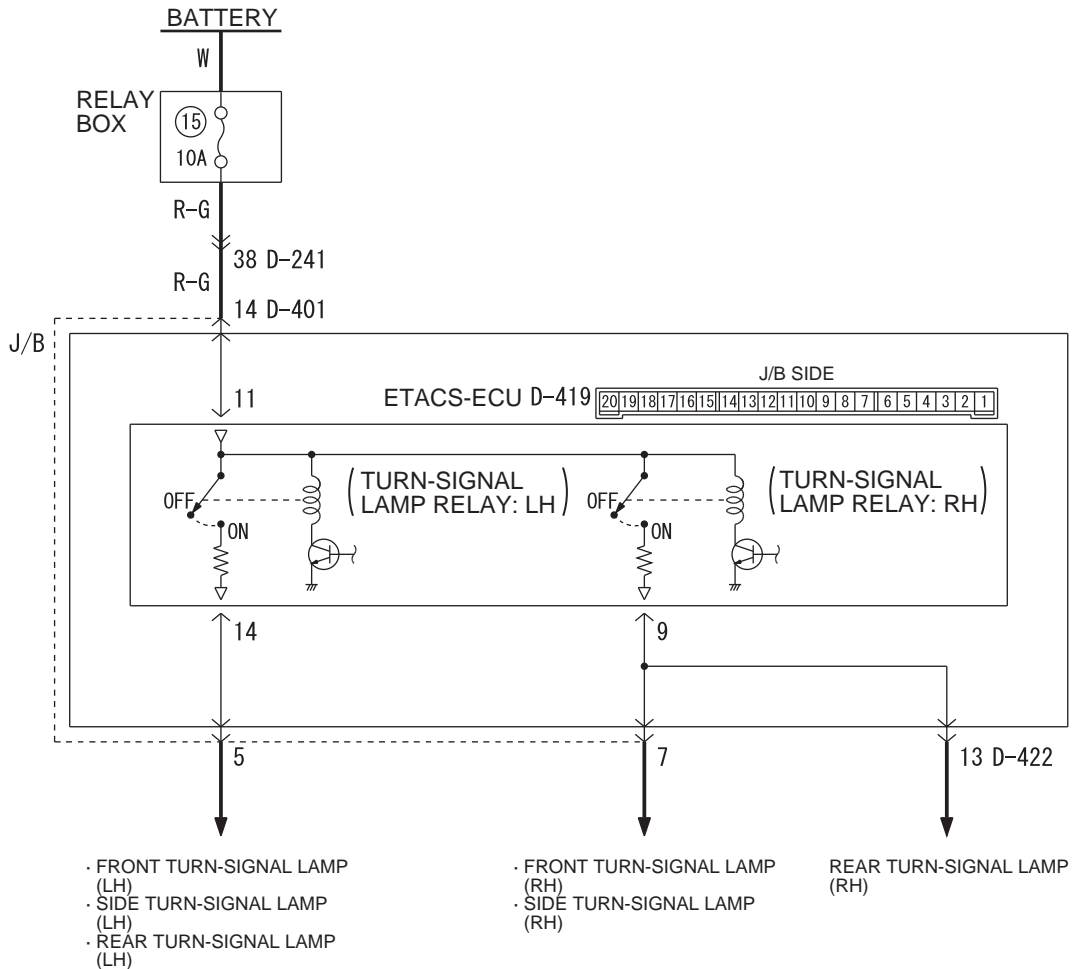 BATTERY
W
RELAY
BOX
15
10A
R-G
38 D-241
R-G
14 D-401
J/B
11
ETACS-ECU D-419
J/B SIDE
20 19 18 17 16 15 14 13 12 11 10 9 8 7 6 5 4 3 2 1
OFF
ON
(TURN-SIGNAL
LAMP RELAY: LH)
OFF
ON
(TURN-SIGNAL
LAMP RELAY: RH)
14
9
5
7
13 D-422
· FRONT TURN-SIGNAL LAMP
(LH)
· SIDE TURN-SIGNAL LAMP
(LH)
· REAR TURN-SIGNAL LAMP
(LH)
· FRONT TURN-SIGNAL LAMP
(RH)
· SIDE TURN-SIGNAL LAMP
(RH)
REAR TURN-SIGNAL LAMP
(RH)